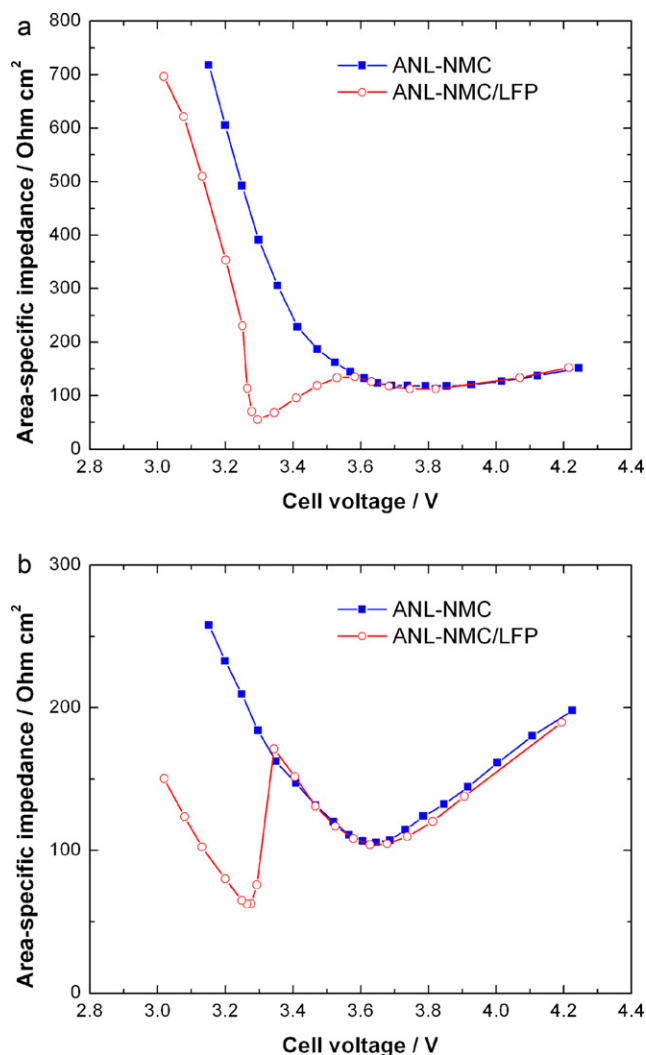 a
800
700
600
500
400
300
200
100
0
Area-specific impedance / Ohm cm²
ANL-NMC
ANL-NMC/LFP
2.8 3.0 3.2 3.4 3.6 3.8 4.0 4.2 4.4
Cell voltage / V
b
300
200
100
0
Area-specific impedance / Ohm cm²
ANL-NMC
ANL-NMC/LFP
2.8 3.0 3.2 3.4 3.6 3.8 4.0 4.2 4.4
Cell voltage / V